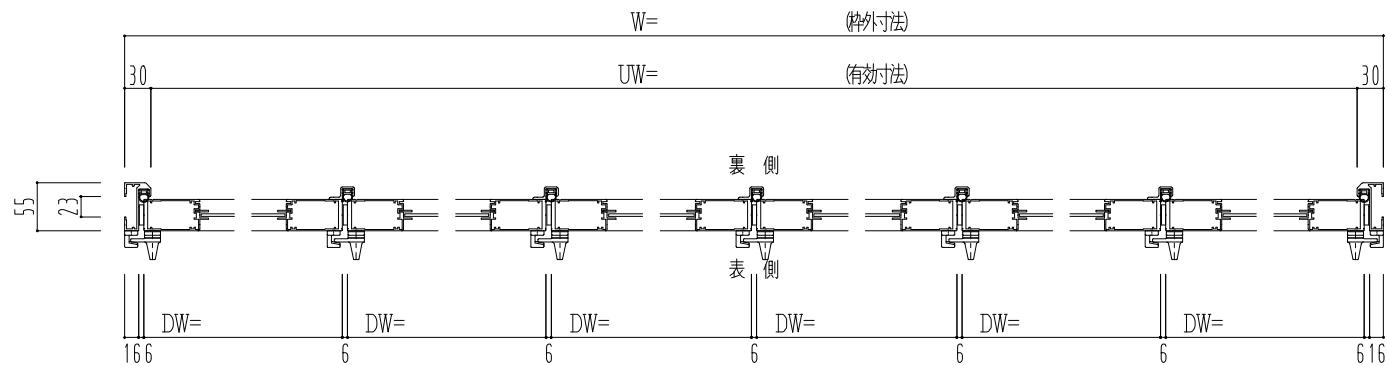 W= (枠外寸法)
30 UW= (有効寸法) 30
裏 側
55 23
表 側
DW= DW= DW= DW= DW= DW=
16 6 6 6 6 6 6 6 16